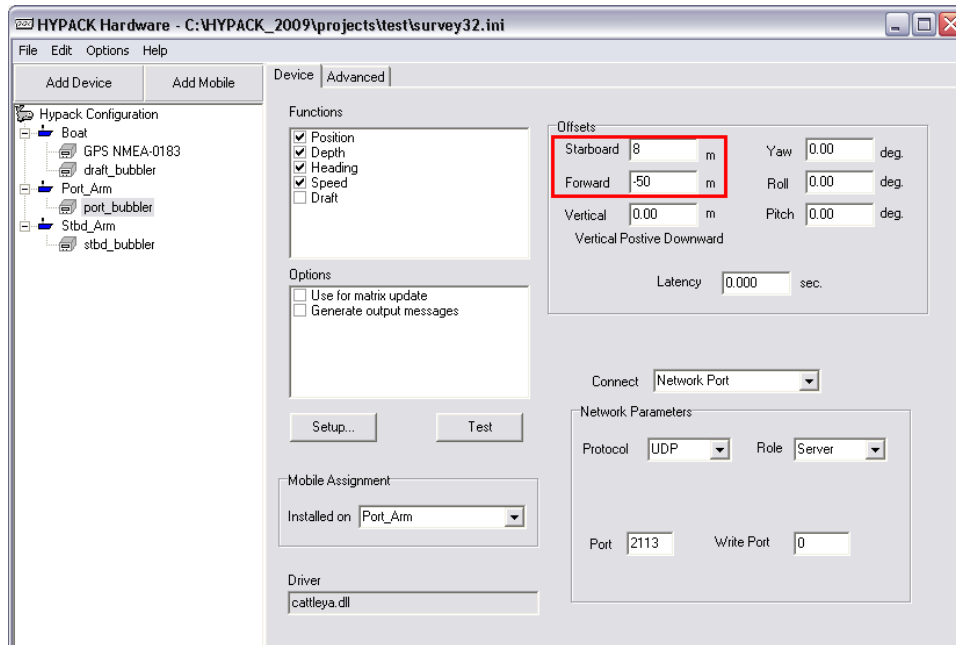 HYPACK Hardware - C:\HYPACK_2009\projects\test\survey32.ini
File Edit Options Help
Add Device Add Mobile
Device Advanced
Hypack Configuration
Boat
GPS NMEA-0183
draft_bubbler
Port_Arm
port_bubbler
Stbd_Arm
stbd_bubbler
Functions
Position
Depth
Heading
Speed
Draft
Options
Use for matrix update
Generate output messages
Setup... Test
Mobile Assignment
Installed on Port_Arm
Driver
cattleya.dll
Offsets
Starboard 8 m Yaw 0.00 deg.
Forward -50 m Roll 0.00 deg.
Vertical 0.00 m Pitch 0.00 deg.
Vertical Postive Downward
Latency 0.000 sec.
Connect Network Port
Network Parameters
Protocol UDP Role Server
Port 2113 Write Port 0